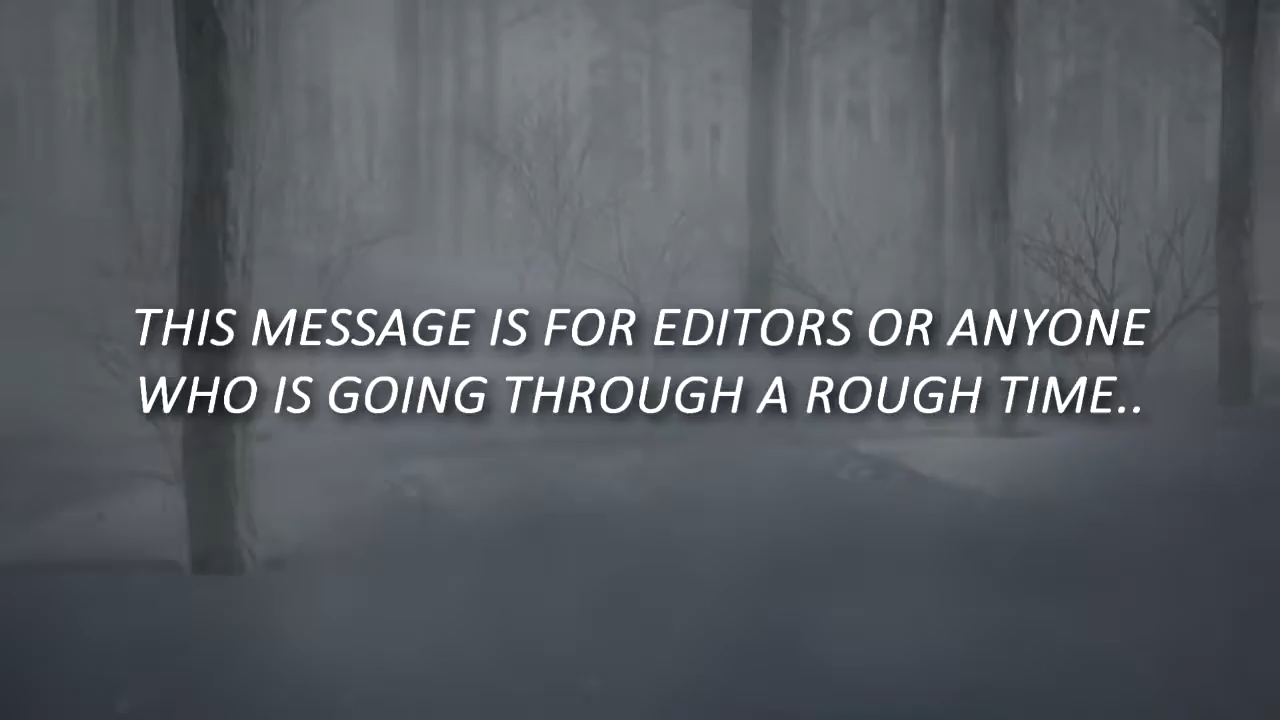 THIS MESSAGE IS FOR EDITORS OR ANYONE
WHO IS GOING THROUGH A ROUGH TIME..